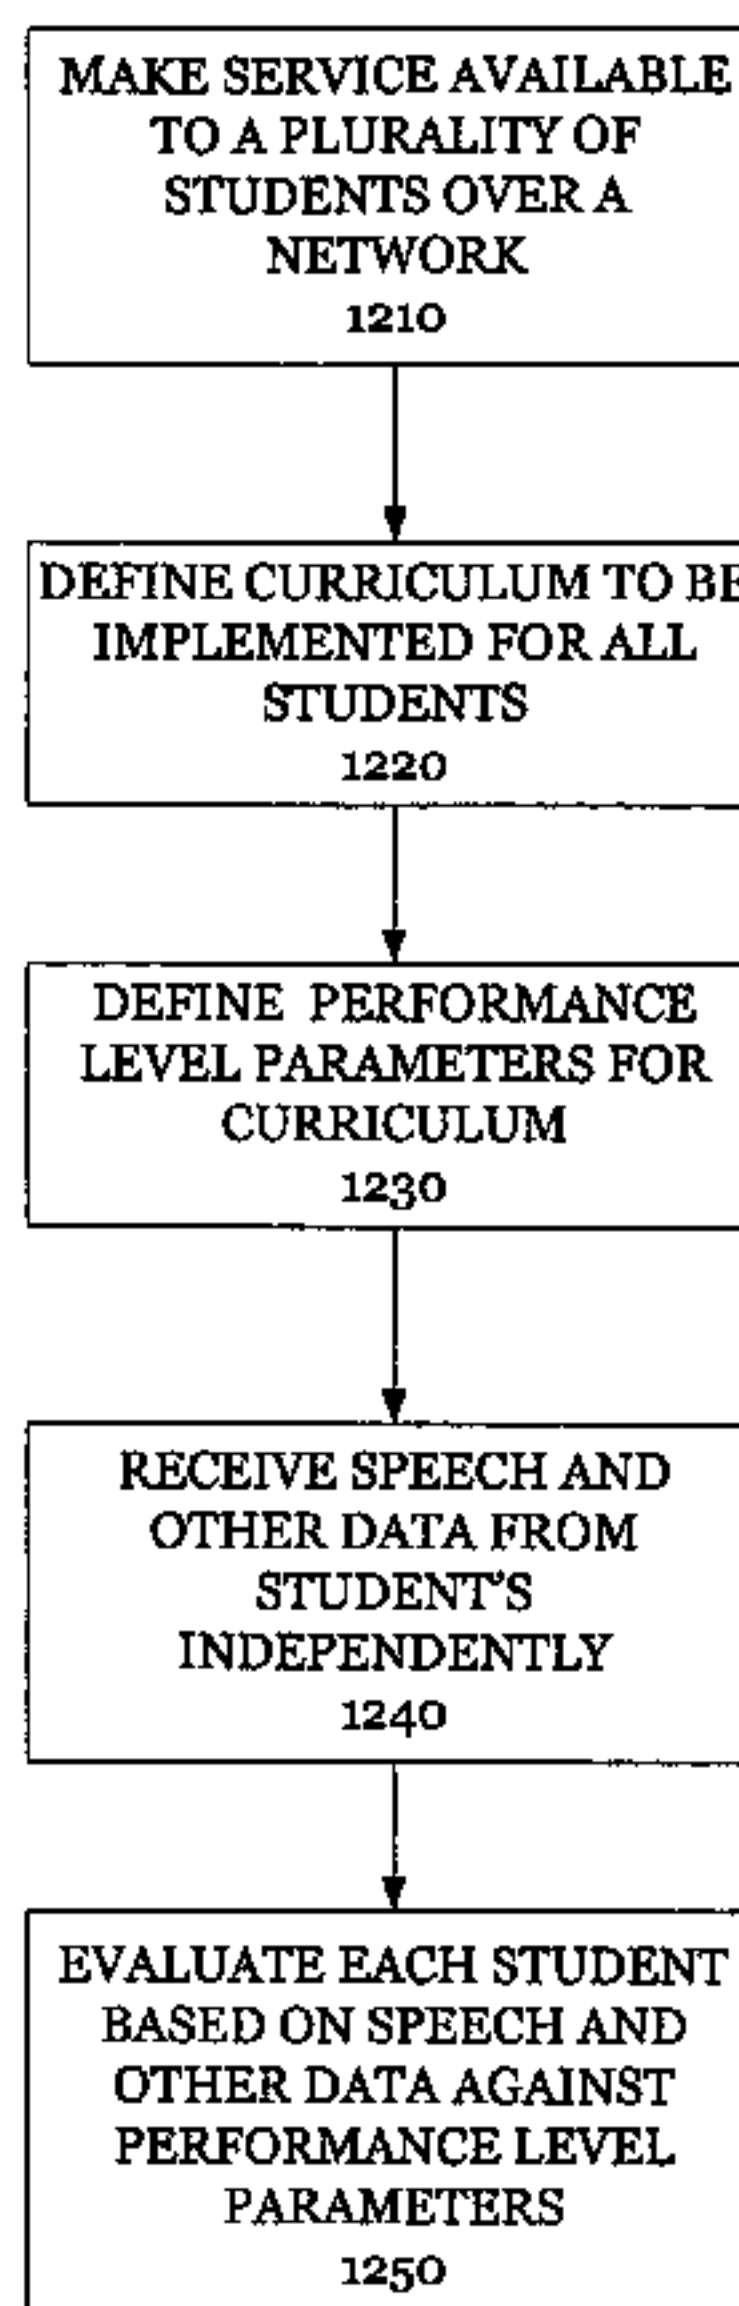 MAKE SERVICE AVAILABLE
TO A PLURALITY OF
STUDENTS OVER A
NETWORK
1210
DEFINE CURRICULUM TO BE
IMPLEMENTED FOR ALL
STUDENTS
1220
DEFINE PERFORMANCE
LEVEL PARAMETERS FOR
CURRICULUM
1230
RECEIVE SPEECH AND
OTHER DATA FROM
STUDENT'S
INDEPENDENTLY
1240
EVALUATE EACH STUDENT
BASED ON SPEECH AND
OTHER DATA AGAINST
PERFORMANCE LEVEL
PARAMETERS
1250